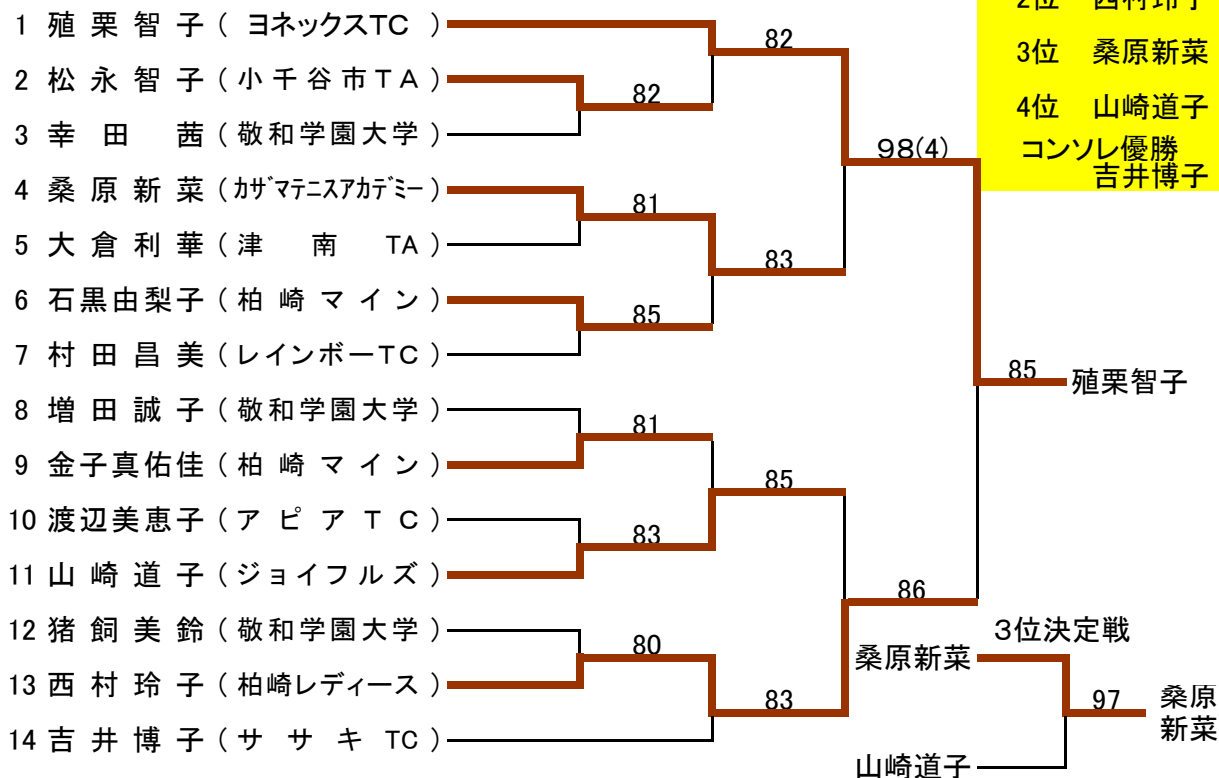 1 殖栗智子 ( ヨネックスTC )
2 松永智子 (小千谷市TA)
3 幸田 茜 (敬和学園大学)
4 桑原新菜 (カザマテニスアカデミー)
5 大倉利華 (津南 TA)
6 石黒由梨子 (柏崎マイン)
7 村田昌美 (レインボーTC)
8 増田誠子 (敬和学園大学)
9 金子真佑佳 (柏崎マイン)
10 渡辺美恵子 (アピアTC)
11 山崎道子 (ジョイフルズ)
12 猪飼美鈴 (敬和学園大学)
13 西村玲子 (柏崎レディース)
14 吉井博子 (ササキTC)
82
81
85
81
83
80
82
83
85
83
98(4)
86
85
殖栗智子
3位 桑原新菜
4位 山崎道子
コンソレ優勝
吉井博子
3位決定戦
桑原新菜
山崎道子
97
桑原
新菜